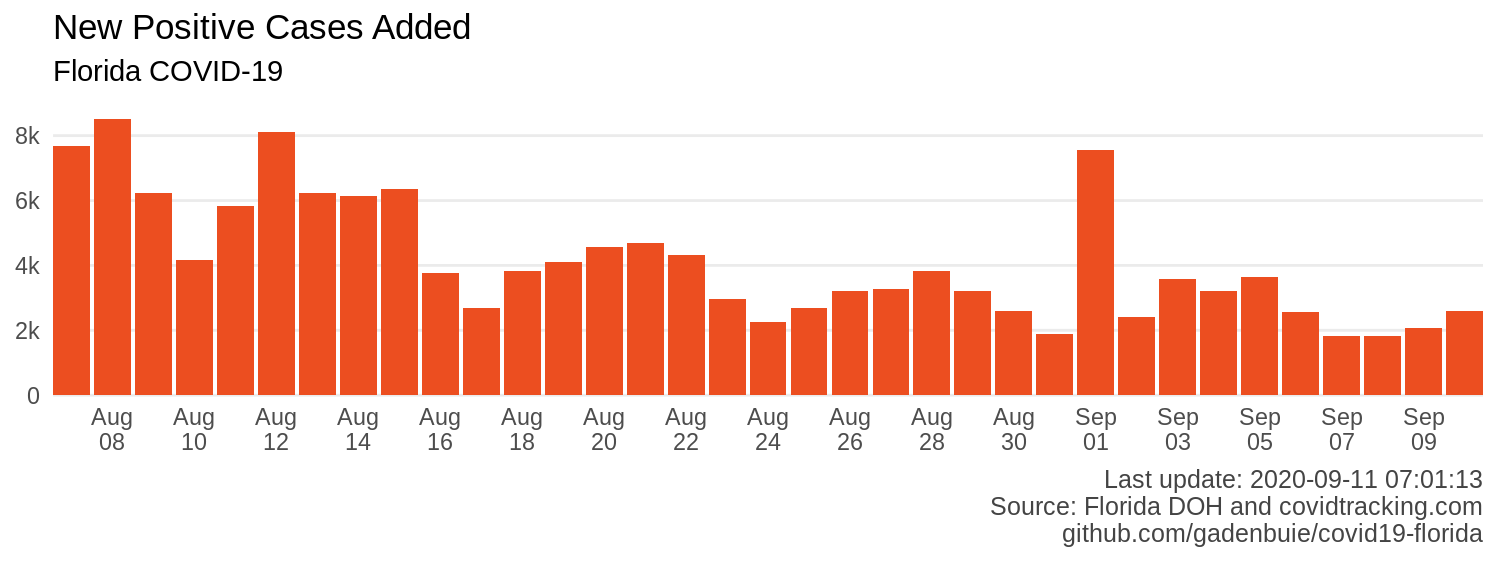 New Positive Cases Added
Florida COVID-19
8k
6k
4k
2k
0
Aug Aug Aug Aug Aug Aug Aug Aug Aug Aug Aug Aug Sep Sep Sep Sep Sep
08 10 12 14 16 18 20 22 24 26 28 30 01 03 05 07 09
Last update: 2020-09-11 07:01:13
Source: Florida DOH and covidtracking.com
github.com/gadenbuie/covid19-florida